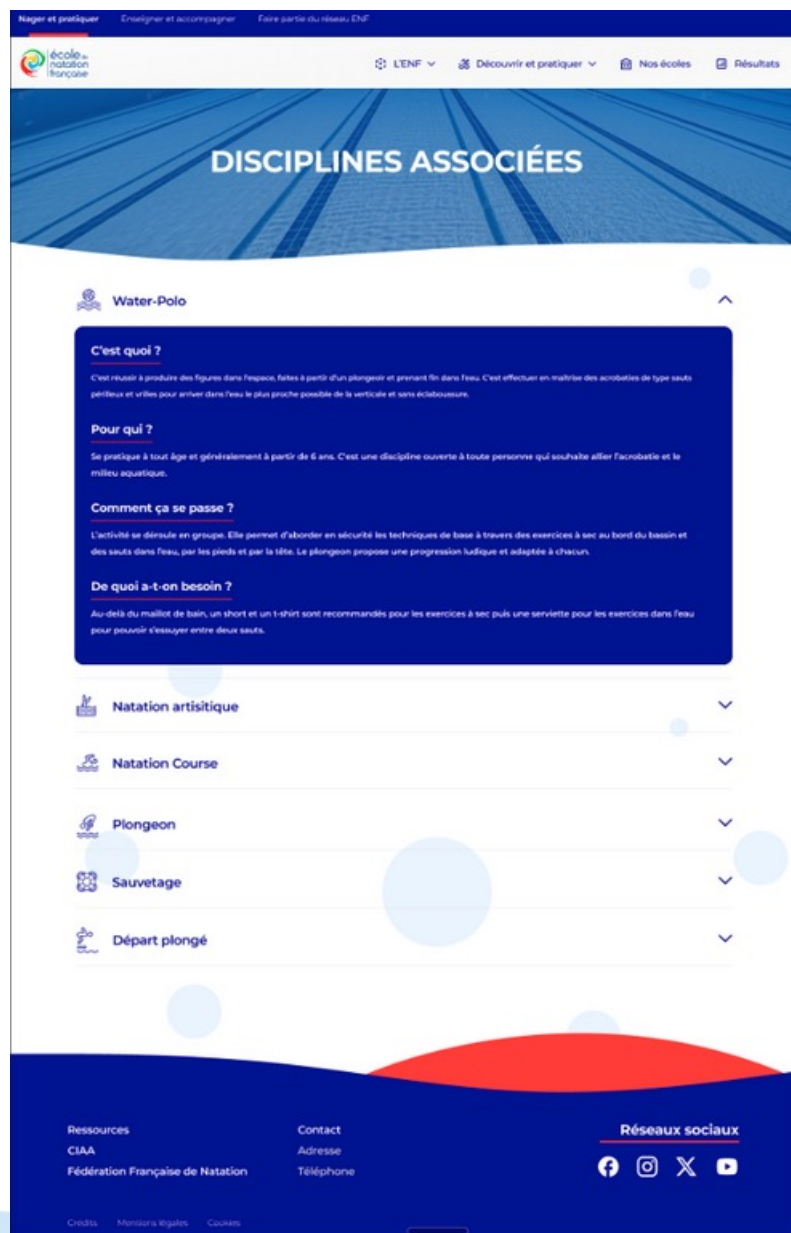 Nager et pratiquer Enseigner et accompagner Faire partie du réseau ENF
école de
natation
française
L'ENF Découvrir et pratiquer Nos écoles Résultats
DISCIPLINES ASSOCIÉES
Water-Polo
C'est quoi ?
C'est réussir à produire des figures dans l'espace, faites à partir d'un plongeoir et prenant fin dans l'eau. C'est effectuer en maîtrise des acrobaties de type sauts
périlleux et vrilles pour arriver dans l'eau le plus proche possible de la verticale et sans éclaboussure.
Pour qui ?
Se pratique à tout âge et généralement à partir de 6 ans. C'est une discipline ouverte à toute personne qui souhaite allier l'acrobatie et le
milieu aquatique.
Comment ça se passe ?
L'activité se déroule en groupe. Elle permet d'aborder en sécurité les techniques de base à travers des exercices à sec au bord du bassin et
des sauts dans l'eau, par les pieds et par la tête. Le plongeon propose une progression ludique et adaptée à chacun.
De quoi a-t-on besoin ?
Au-delà du maillot de bain, un short et un t-shirt sont recommandés pour les exercices à sec puis une serviette pour les exercices dans l'eau
pour pouvoir s'essuyer entre deux sauts.
Natation artisitique
Natation Course
Plongeon
Sauvetage
Départ plongé
Ressources Contact Réseaux sociaux
CIAA Adresse
Fédération Française de Natation Téléphone
Crédits Mentions légales Cookies